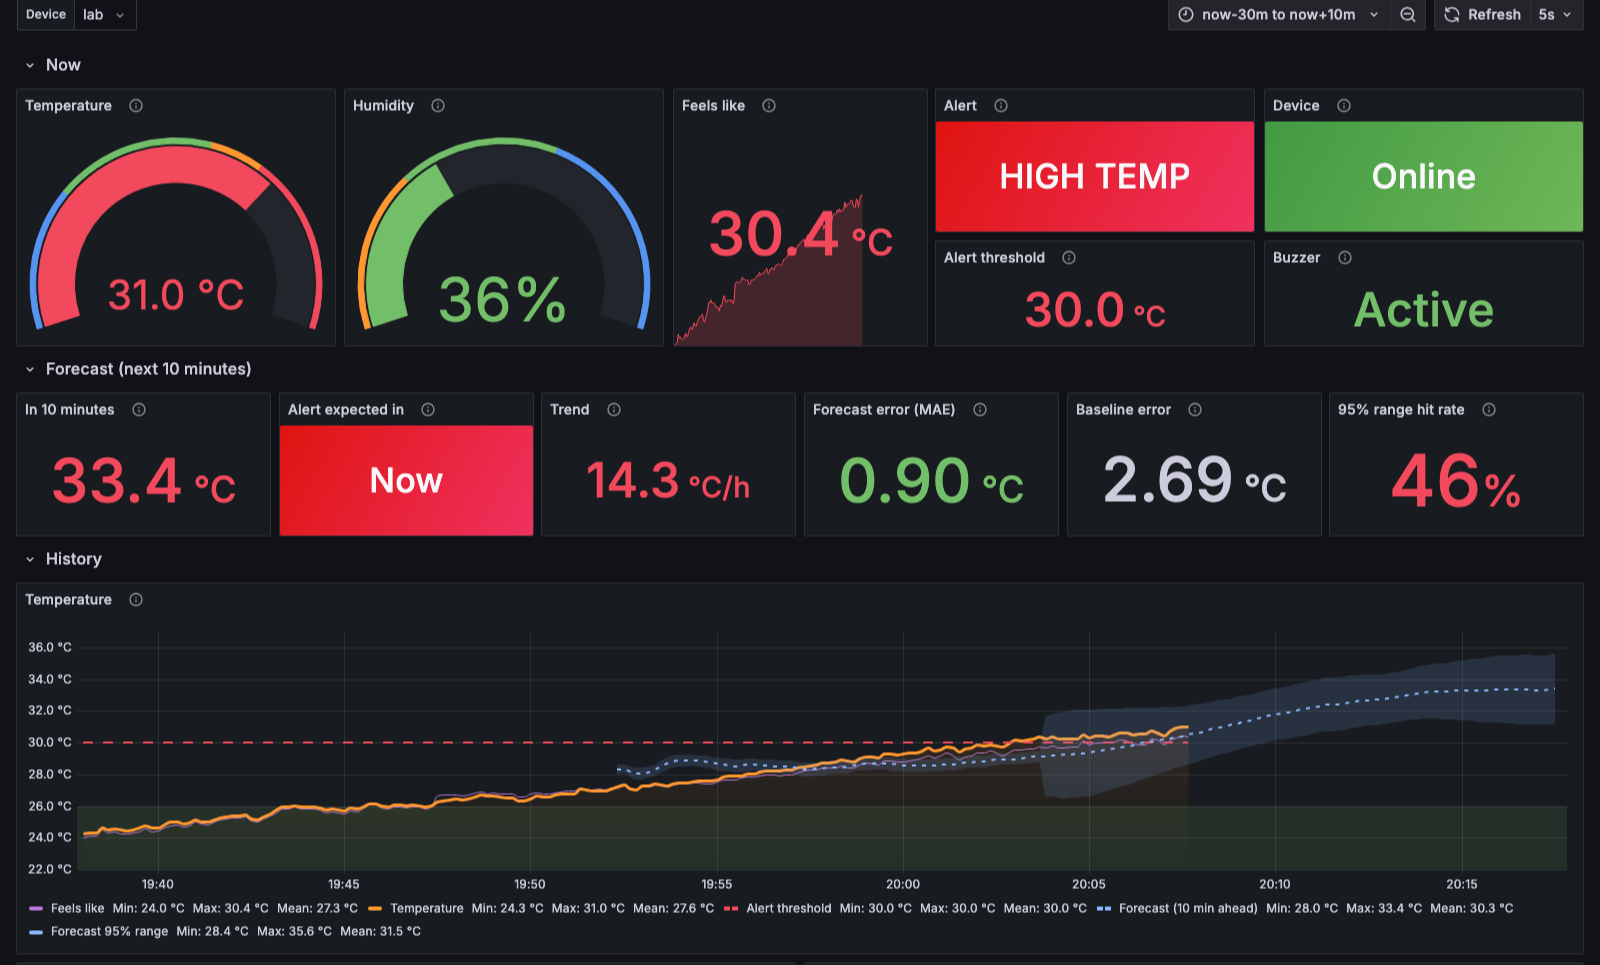 Device lab now-30m to now+10m Refresh 5s
Now
Temperature Humidity Feels like Alert Device
HIGH TEMP Online
30.4 °C
Alert threshold Buzzer
31.0 °C 36% 30.0 °C Active
Forecast (next 10 minutes)
In 10 minutes Alert expected in Trend Forecast error (MAE) Baseline error 95% range hit rate
33.4 °C Now 14.3 °C/h 0.90 °C 2.69 °C 46%
History
Temperature
36.0 °C
34.0 °C
32.0 °C
30.0 °C
28.0 °C
26.0 °C
24.0 °C
22.0 °C
19:40 19:45 19:50 19:55 20:00 20:05 20:10 20:15
Feels like Min: 24.0 °C Max: 30.4 °C Mean: 27.3 °C Temperature Min: 24.3 °C Max: 31.0 °C Mean: 27.6 °C Alert threshold Min: 30.0 °C Max: 30.0 °C Mean: 30.0 °C Forecast (10 min ahead) Min: 28.0 °C Max: 33.4 °C Mean: 30.3 °C
Forecast 95% range Min: 28.4 °C Max: 35.6 °C Mean: 31.5 °C